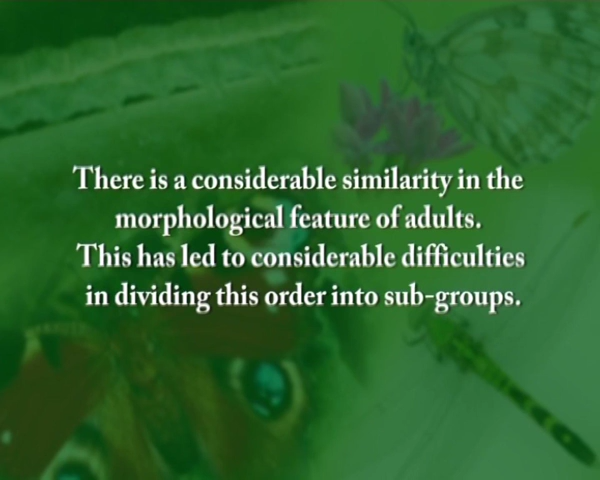 There is a considerable similarity in the
morphological feature of adults.
This has led to considerable difficulties
in dividing this order into sub-groups.